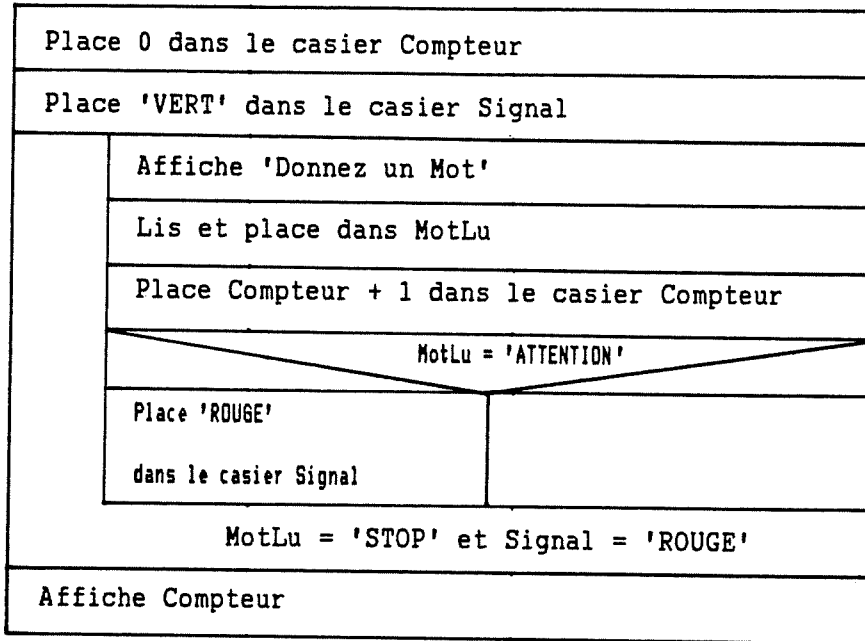 Place 0 dans le casier Compteur
Place 'VERT' dans le casier Signal
Affiche 'Donnez un Mot'
Lis et place dans MotLu
Place Compteur + 1 dans le casier Compteur
MotLu = 'ATTENTION'
Place 'ROUGE'
dans le casier Signal
MotLu = 'STOP' et Signal = 'ROUGE'
Affiche Compteur